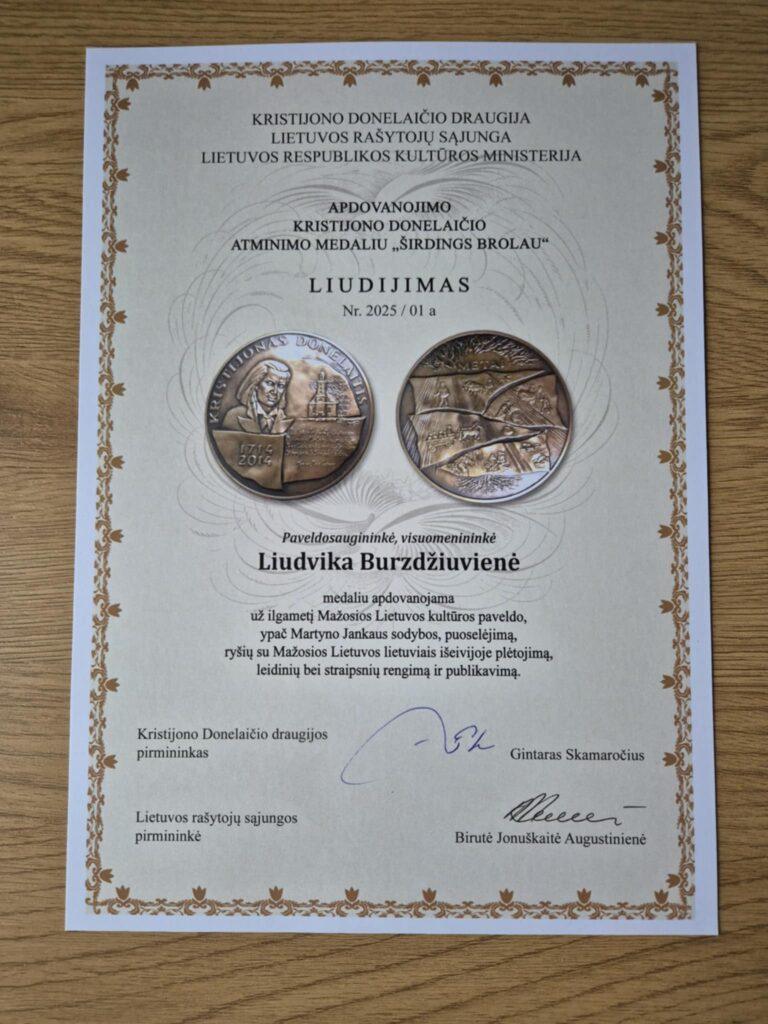 KRISTIJONO DONELAIČIO DRAUGIJA
LIETUVOS RAŠYTOJŲ SĄJUNGA
LIETUVOS RESPUBLIKOS KULTŪROS MINISTERIJA
APDOVANOJIMO
KRISTIJONO DONELAIČIO
ATMINIMO MEDALIU „ŠIRDINGS BROLAU“
LIUDIJIMAS
Nr. 2025 / 01 a
KRISTIJONAS DONELAITIS
1714
2014
METAI
Paveldosaugininkė, visuomenininkė
Liudvika Burzdžiuvienė
medaliu apdovanojama
už ilgametį Mažosios Lietuvos kultūros paveldo,
ypač Martyno Jankaus sodybos, puoselėjimą,
ryšių su Mažosios Lietuvos lietuviais išeivijoje plėtojimą,
leidinių bei straipsnių rengimą ir publikavimą.
Kristijono Donelaičio draugijos
pirmininkas
Gintaras Skamaročius
Lietuvos rašytojų sąjungos
pirmininkė
Birutė Jonuškaitė Augustinienė